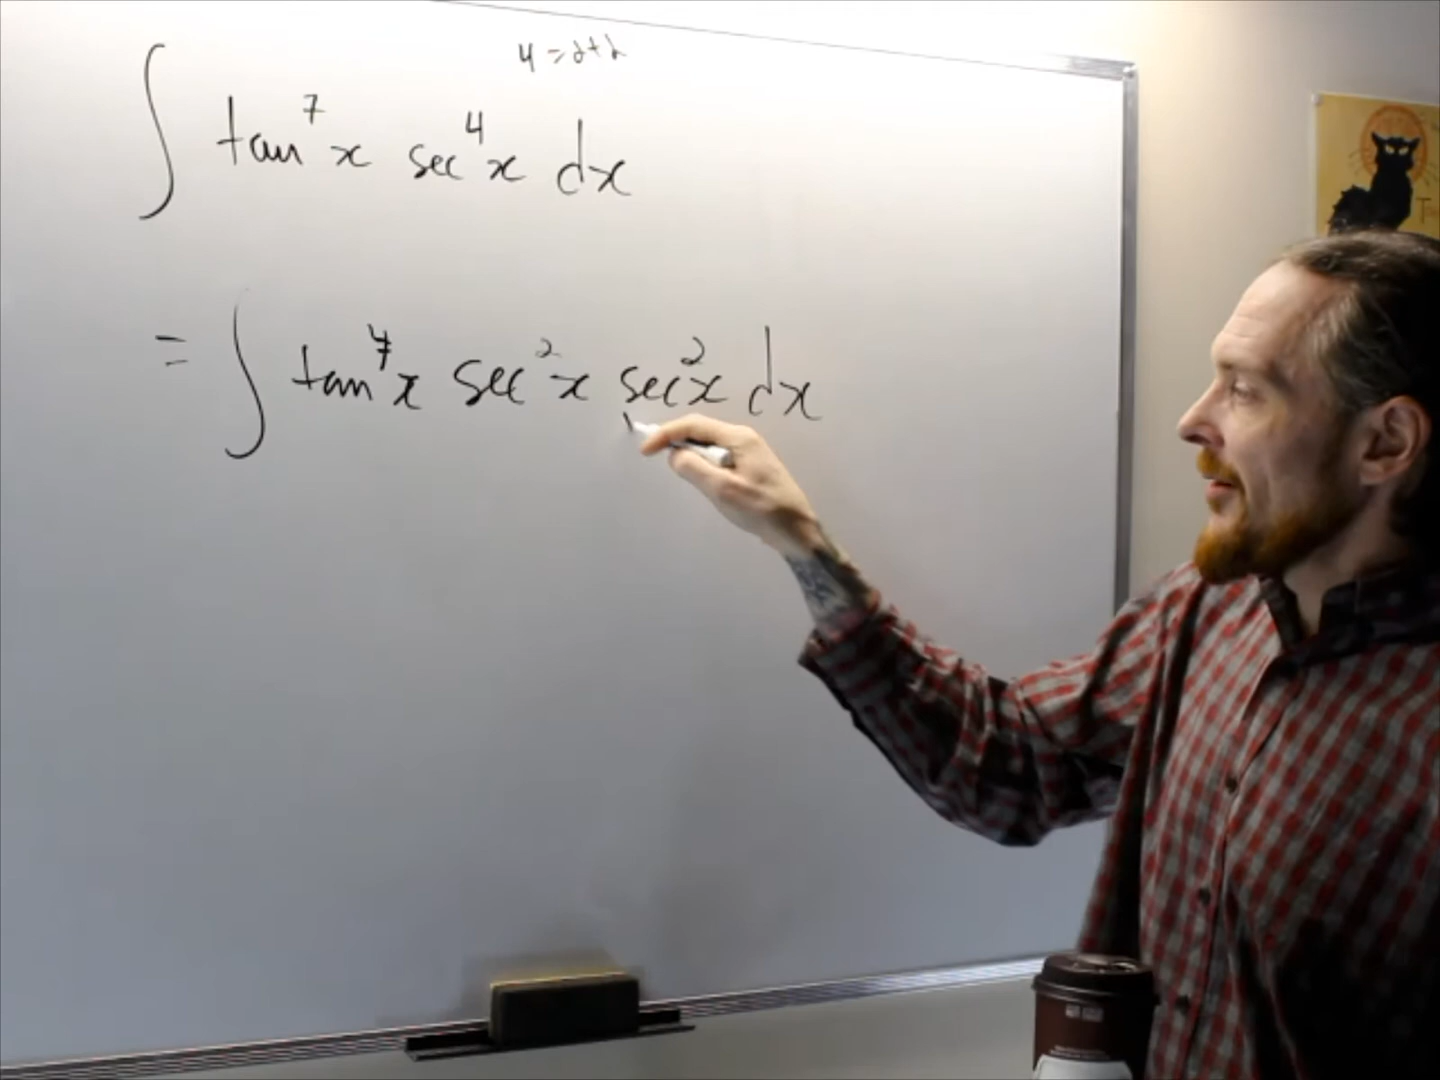 4 = 2+2
∫ tan⁷x sec⁴x dx
= ∫ tan⁷x sec²x sec²x dx